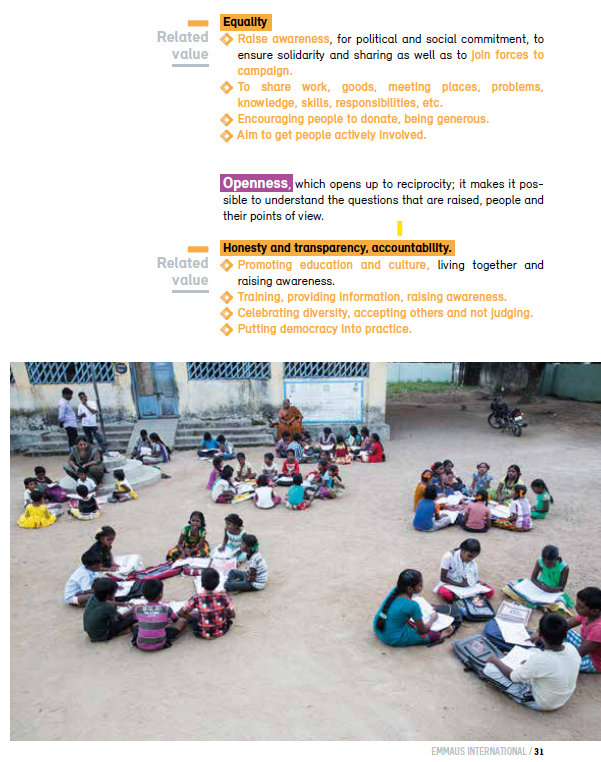 Related
value
Equality
Raise awareness, for political and social commitment, to
ensure solidarity and sharing as well as to join forces to
campaign.
To share work, goods, meeting places, problems,
knowledge, skills, responsibilities, etc.
Encouraging people to donate, being generous.
Aim to get people actively involved.
Openness, which opens up to reciprocity; it makes it pos-
sible to understand the questions that are raised, people and
their points of view.
Related
value
Honesty and transparency, accountability.
Promoting education and culture, living together and
raising awareness.
Training, providing information, raising awareness.
Celebrating diversity, accepting others and not judging.
Putting democracy into practice.
EMMAUS INTERNATIONAL / 31